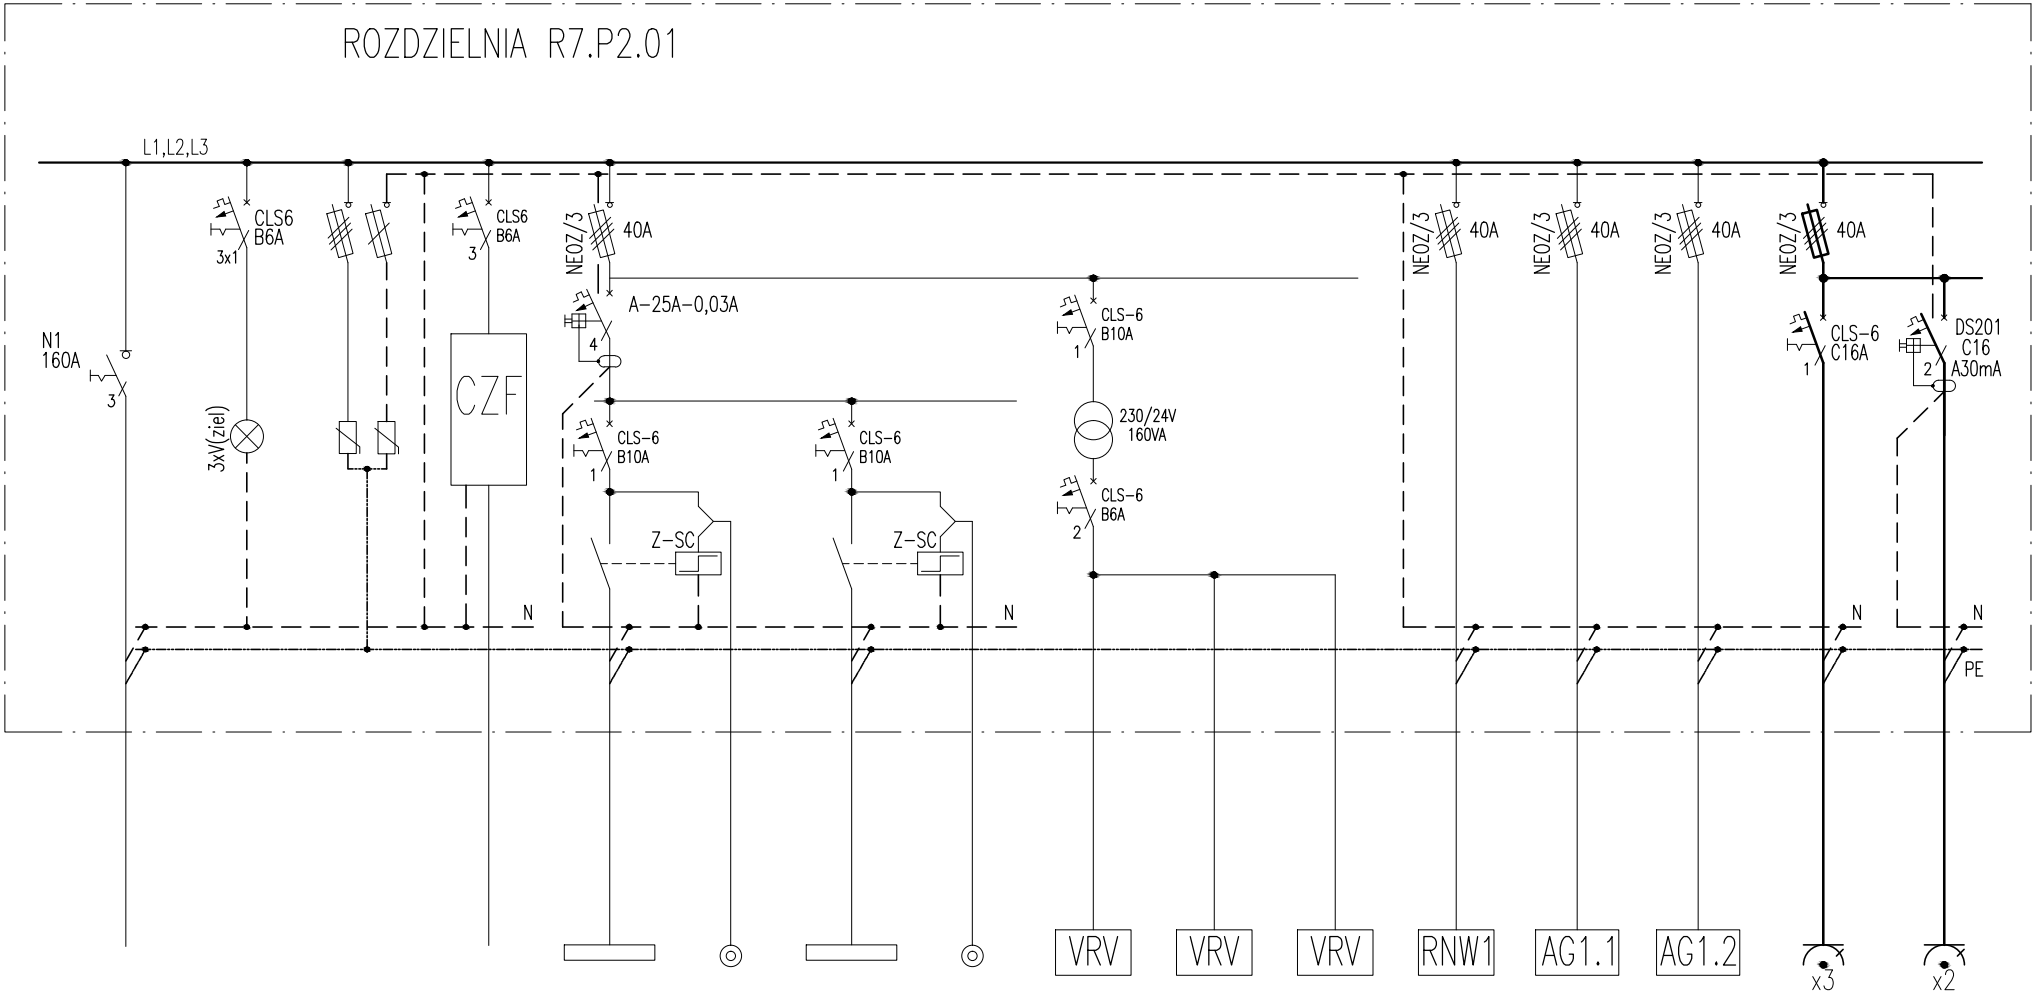 ROZDZIELNIA R7.P2.01
L1,L2,L3
N1
160A
3
CLS6
B6A
3x1
3xV(ziel)
CLS6
B6A
3
CZF
NEOZ/3
40A
A-25A-0,03A
4
CLS-6
B10A
1
Z-SC
CLS-6
B10A
1
Z-SC
CLS-6
B10A
1
230/24V
160VA
CLS-6
B6A
2
NEOZ/3
40A
NEOZ/3
40A
NEOZ/3
40A
NEOZ/3
40A
CLS-6
C16A
1
DS201
C16
A30mA
2
N
N
N
N
PE
VRV
VRV
VRV
RNW1
AG1.1
AG1.2
x3
x2